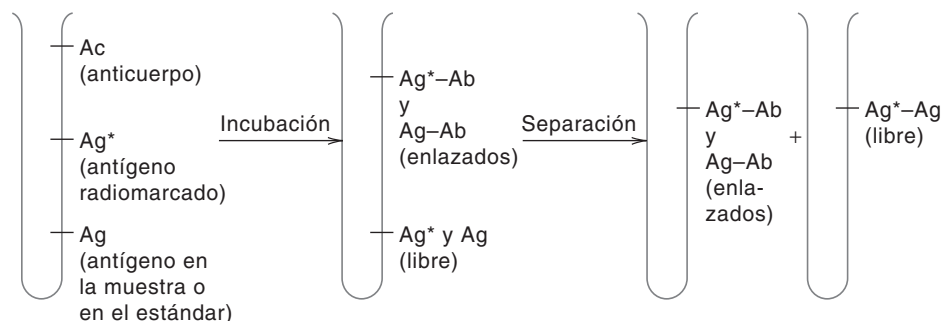 Ac
(anticuerpo)
Ag*
(antígeno
radiomarcado)
Ag
(antígeno en
la muestra o
en el estándar)
Incubación
Ag*–Ab
y
Ag–Ab
(enlazados)
Ag* y Ag
(libre)
Separación
Ag*–Ab
y
Ag–Ab
(enla-
zados)
+
Ag*–Ag
(libre)